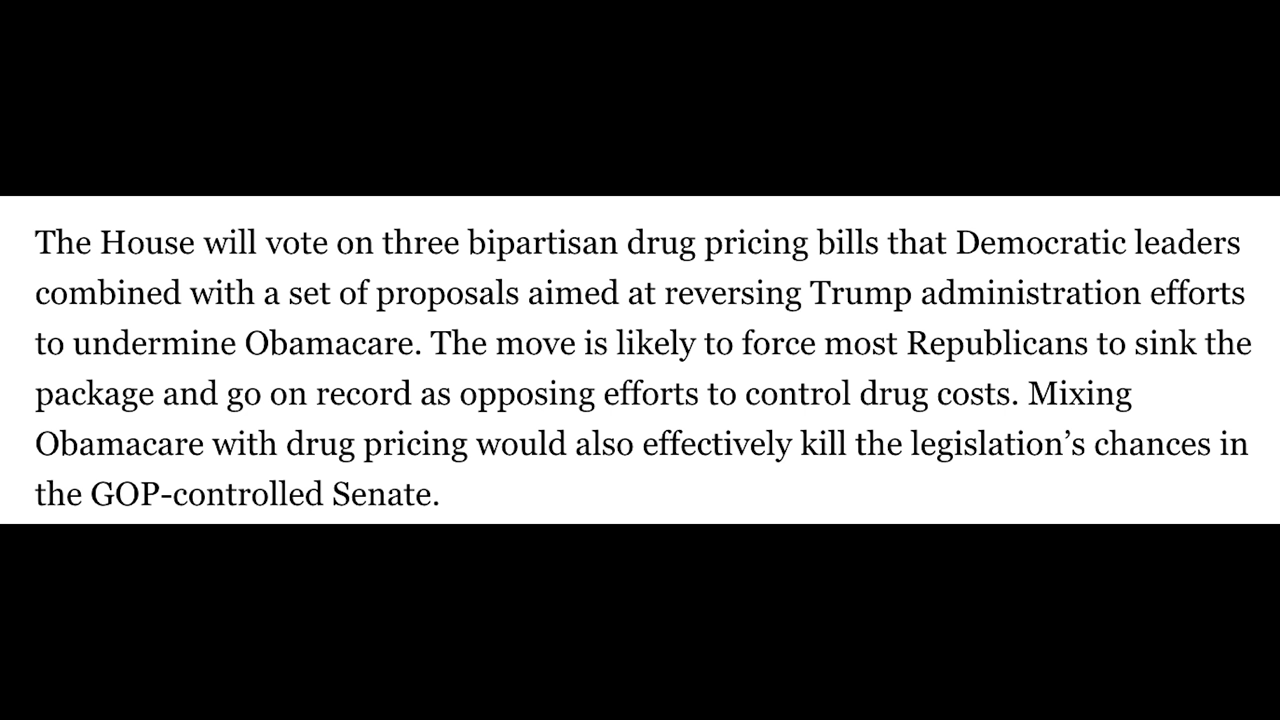 The House will vote on three bipartisan drug pricing bills that Democratic leaders
combined with a set of proposals aimed at reversing Trump administration efforts
to undermine Obamacare. The move is likely to force most Republicans to sink the
package and go on record as opposing efforts to control drug costs. Mixing
Obamacare with drug pricing would also effectively kill the legislation’s chances in
the GOP-controlled Senate.